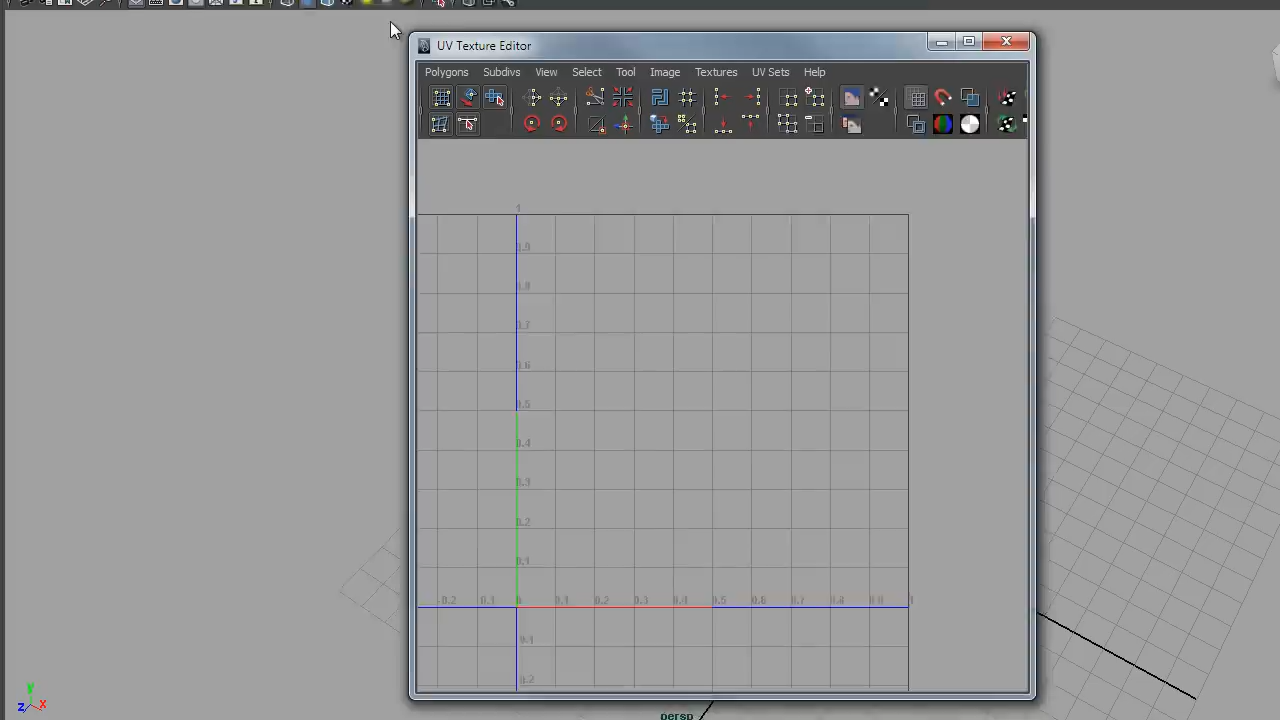 UV Texture Editor
Polygons Subdivs View Select Tool Image Textures UV Sets Help
1
0.9
0.8
0.7
0.6
0.5
0.4
0.3
0.2
0.1
-0.2 0.1 0 0.1 0.2 0.3 0.4 0.5 0.6 0.7 0.8 0.9 1
0.1
0.2
y
z x
persp